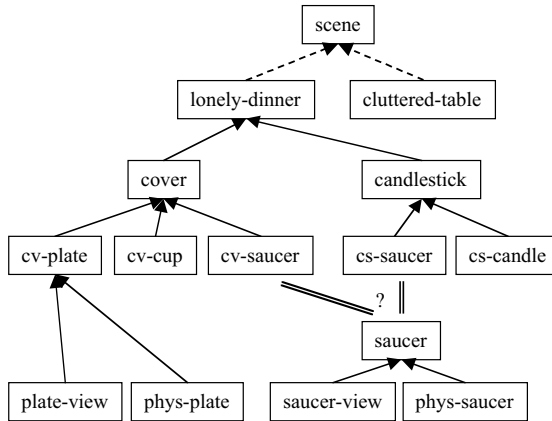 scene
lonely-dinner cluttered-table
cover candlestick
cv-plate cv-cup cv-saucer cs-saucer cs-candle
?
saucer
plate-view phys-plate saucer-view phys-saucer